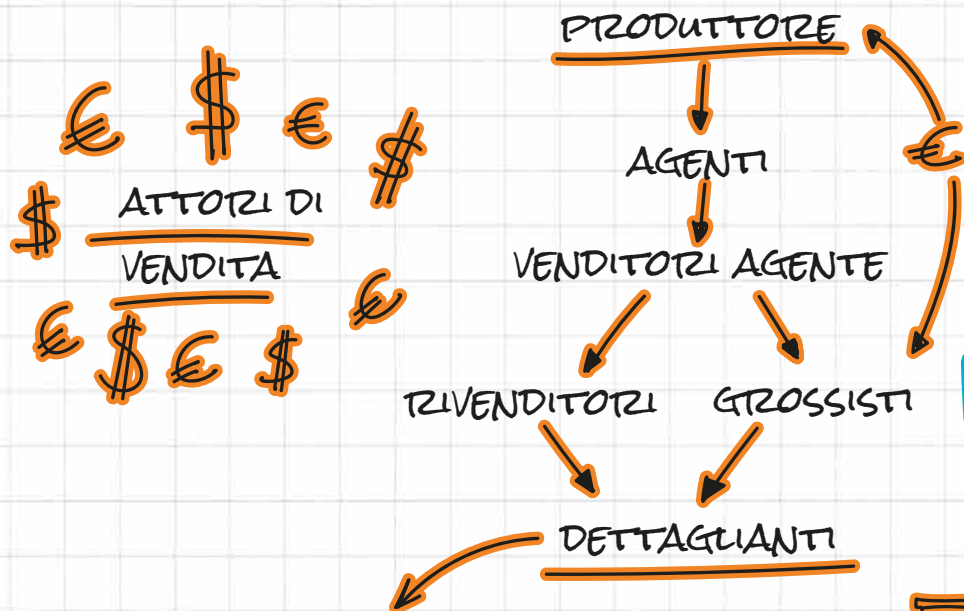 PRODUTTORE
€ $ € $
€
AGENTI
$ ATTORI DI
VENDITA
VENDITORI AGENTE
€ $ € $ €
RIVENDITORI GROSSISTI
DETTAGLIANTI